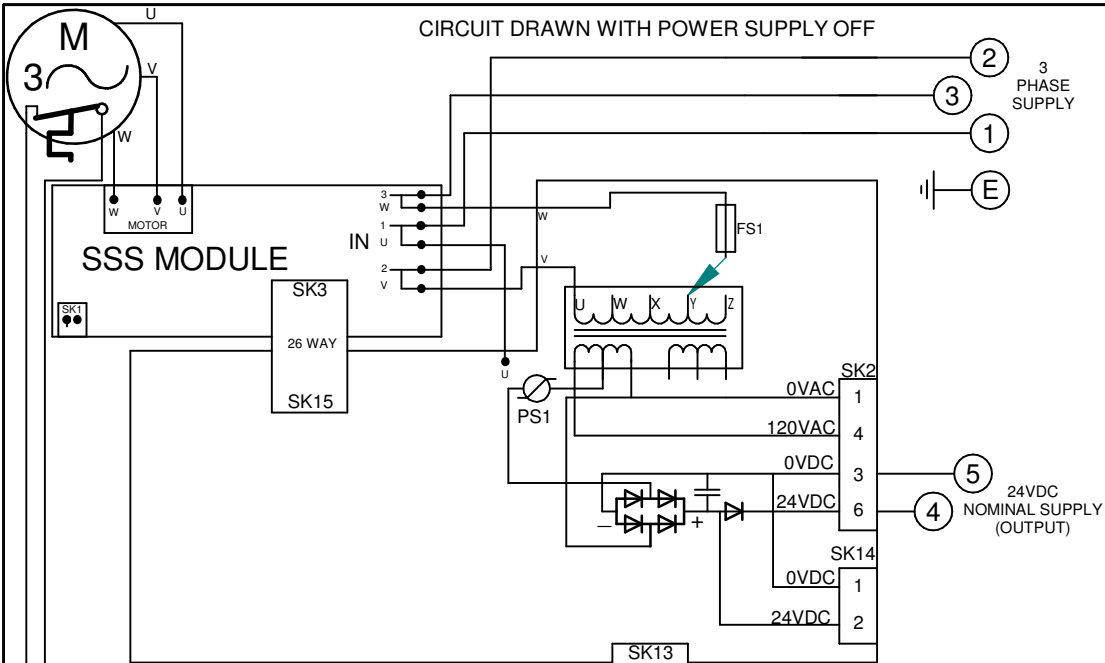 CIRCUIT DRAWN WITH POWER SUPPLY OFF
U
M
3
V
W
2
3
PHASE
SUPPLY
3
1
E
W
V
U
MOTOR
SSS MODULE
IN
3
W
1
U
2
V
W
V
FS1
SK1
SK3
26 WAY
SK15
U
W
X
Y
Z
U
PS1
SK2
0VAC
1
120VAC
4
0VDC
3
5
24VDC
6
4
24VDC
NOMINAL SUPPLY
(OUTPUT)
–
+
SK14
0VDC
1
24VDC
2
SK13